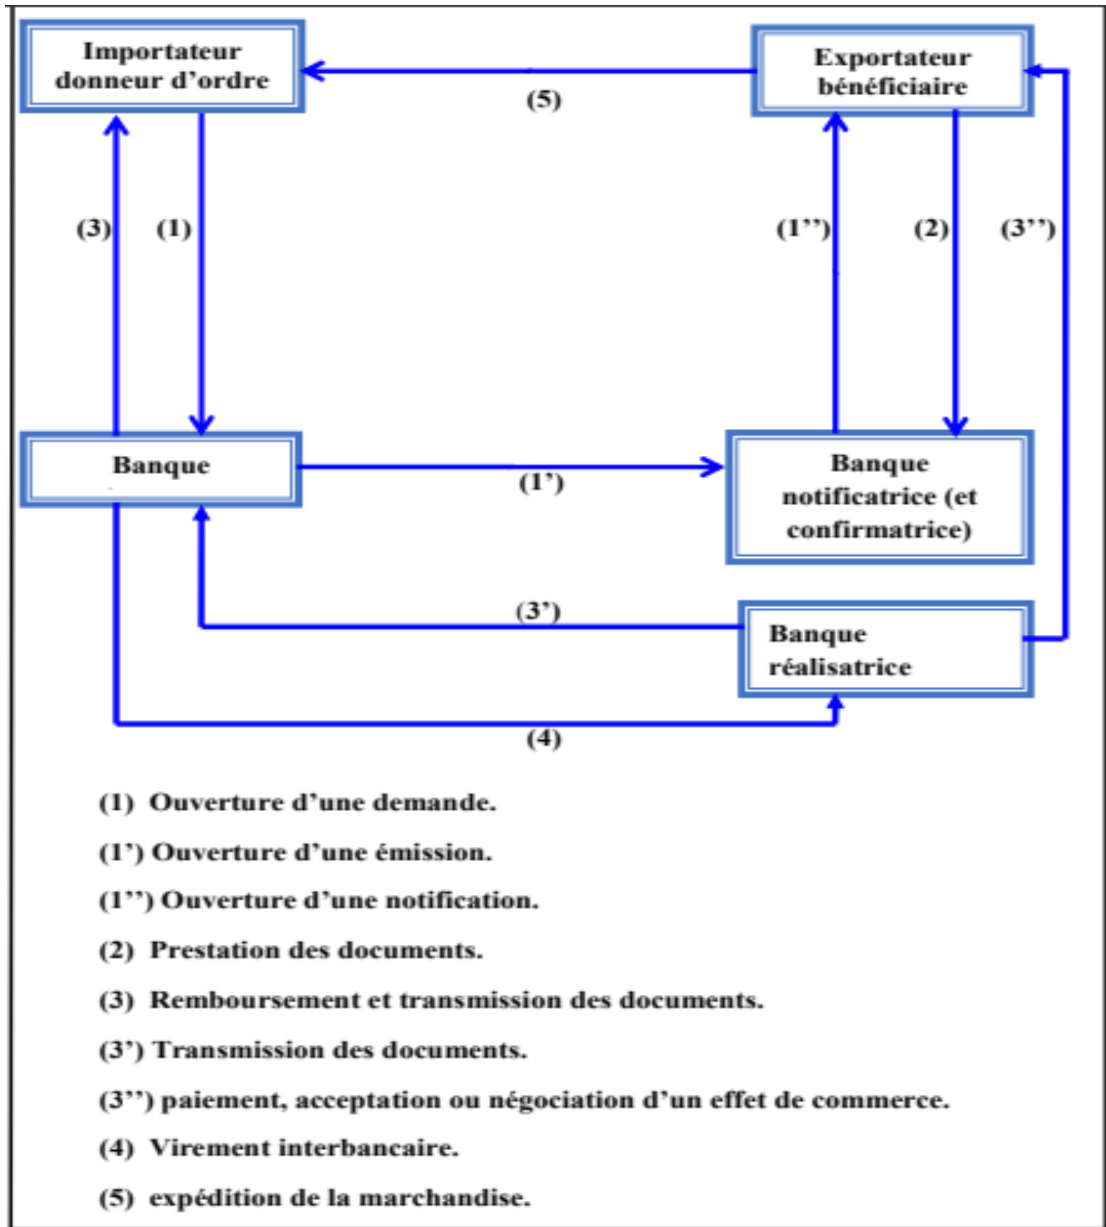 Importateur
donneur d’ordre
Exportateur
bénéficiaire
(5)
(3)
(1)
(1’’)
(2)
(3’’)
Banque
(1’)
Banque
notificatrice (et
confirmatrice)
(3’)
Banque
réalisatrice
(4)
(1) Ouverture d’une demande.
(1’) Ouverture d’une émission.
(1’’) Ouverture d’une notification.
(2) Prestation des documents.
(3) Remboursement et transmission des documents.
(3’) Transmission des documents.
(3’’) paiement, acceptation ou négociation d’un effet de commerce.
(4) Virement interbancaire.
(5) expédition de la marchandise.